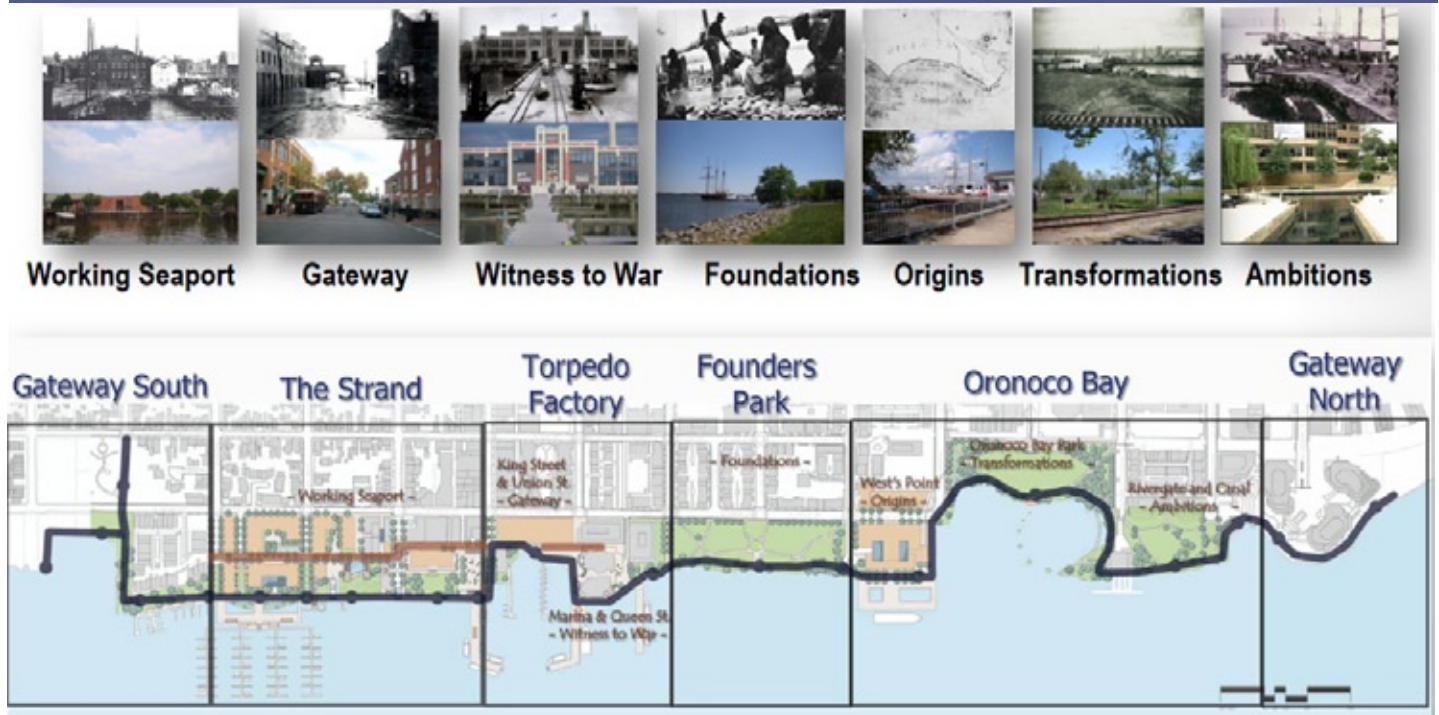 Working Seaport
Gateway
Witness to War
Foundations
Origins
Transformations
Ambitions
Gateway South
The Strand
Torpedo
Factory
Founders
Park
Oronoco Bay
Gateway
North
- Working Seaport -
King Street
& Union St.
- Gateway -
Marina & Queen St.
- Witness to War -
- Foundations -
West's Point
- Origins -
Oronoco Bay Park
- Transformations
Rivergate and Canal
- Ambitions -